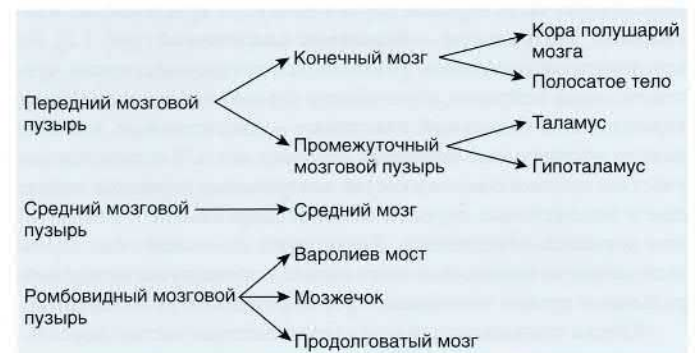 Передний мозговой
пузырь
Конечный мозг
Кора полушарий
мозга
Полосатое тело
Промежуточный
мозговой пузырь
Таламус
Гипоталамус
Средний мозговой
пузырь
Средний мозг
Ромбовидный мозговой
пузырь
Варолиев мост
Мозжечок
Продолговатый мозг